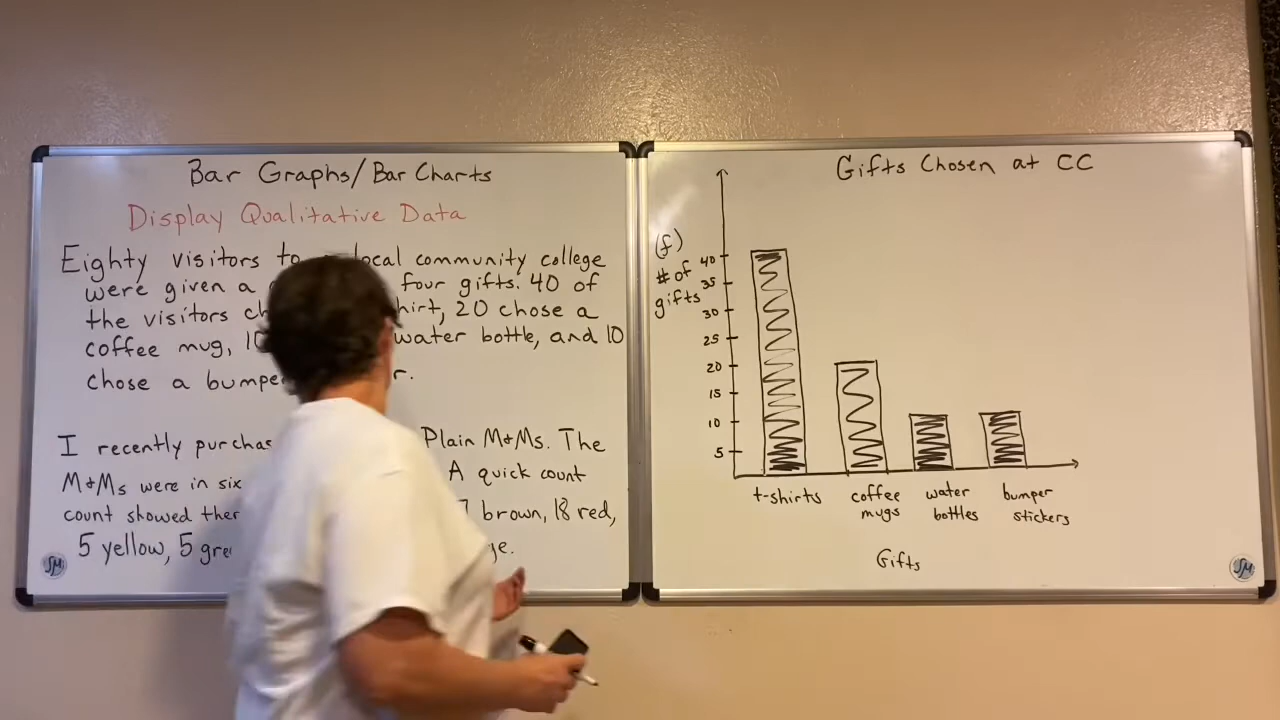 Bar Graphs/Bar Charts
Display Qualitative Data
Eighty visitors to local community college
were given a four gifts. 40 of
the visitors hirt, 20 chose a
coffee mug, 10 water bottle, and 10
chose a bumpe r.
I recently purchas Plain M&Ms. The
M&Ms were in six A quick count
count showed ther brown, 18 red,
5 yellow, 5 gre ge.
SM
Gifts Chosen at CC
(f)
# of
gifts
40
35
30
25
20
15
10
5
t-shirts coffee water bumper
mugs bottles stickers
Gifts
SM